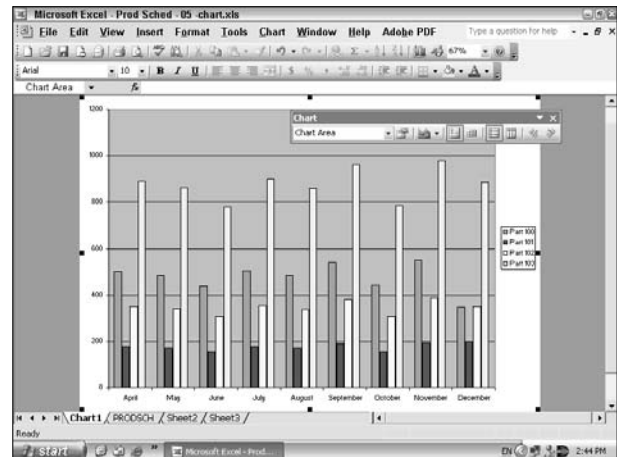 Microsoft Excel - Prod Sched - 05 -chart.xls
File Edit View Insert Format Tools Chart Window Help Adobe PDF Type a question for help
67%
Arial 10 B I U $ % ,
Chart Area fx
Chart
Chart Area
1200
1000
800
600
400
200
0
Part 100
Part 101
Part 102
Part 103
April May June July August September October November December
Chart1 / PRODSCH / Sheet2 / Sheet3 /
Ready
start Microsoft Excel - Prod... EN 2:44 PM